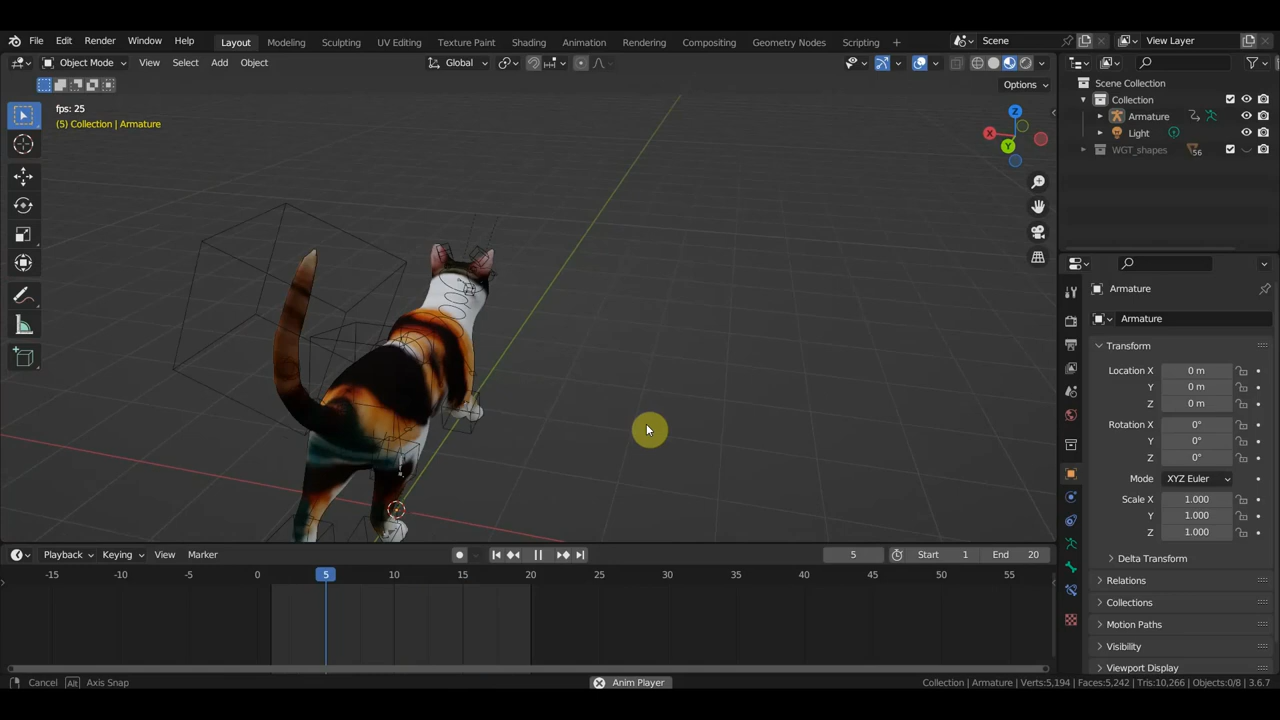 File Edit Render Window Help Layout Modeling Sculpting UV Editing Texture Paint Shading Animation Rendering Compositing Geometry Nodes Scripting + Scene View Layer
Object Mode View Select Add Object Global
Options
fps: 25
(5) Collection | Armature
Z
X
Y
Scene Collection
Collection
Armature
Light
WGT_shapes 56
Armature
Armature
Transform
Location X 0 m
Y 0 m
Z 0 m
Rotation X 0°
Y 0°
Z 0°
Mode XYZ Euler
Scale X 1.000
Y 1.000
Z 1.000
Delta Transform
Relations
Collections
Motion Paths
Visibility
Viewport Display
Playback Keying View Marker 5 Start 1 End 20
-15 -10 -5 0 5 10 15 20 25 30 35 40 45 50 55
Cancel Alt Axis Snap Anim Player Collection | Armature | Verts:5,194 | Faces:5,242 | Tris:10,266 | Objects:0/8 | 3.6.7